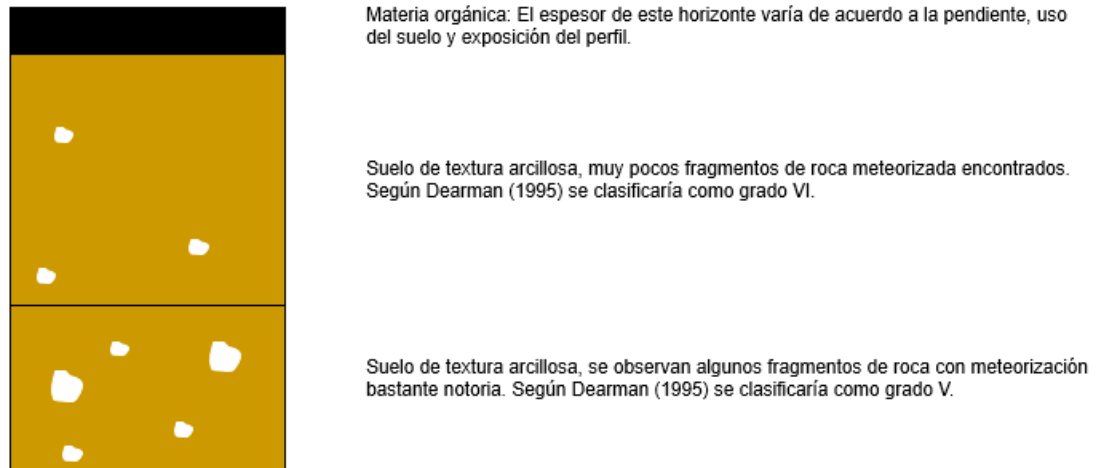 Materia orgánica: El espesor de este horizonte varía de acuerdo a la pendiente, uso
del suelo y exposición del perfil.
Suelo de textura arcillosa, muy pocos fragmentos de roca meteorizada encontrados.
Según Dearman (1995) se clasificaría como grado VI.
Suelo de textura arcillosa, se observan algunos fragmentos de roca con meteorización
bastante notoria. Según Dearman (1995) se clasificaría como grado V.